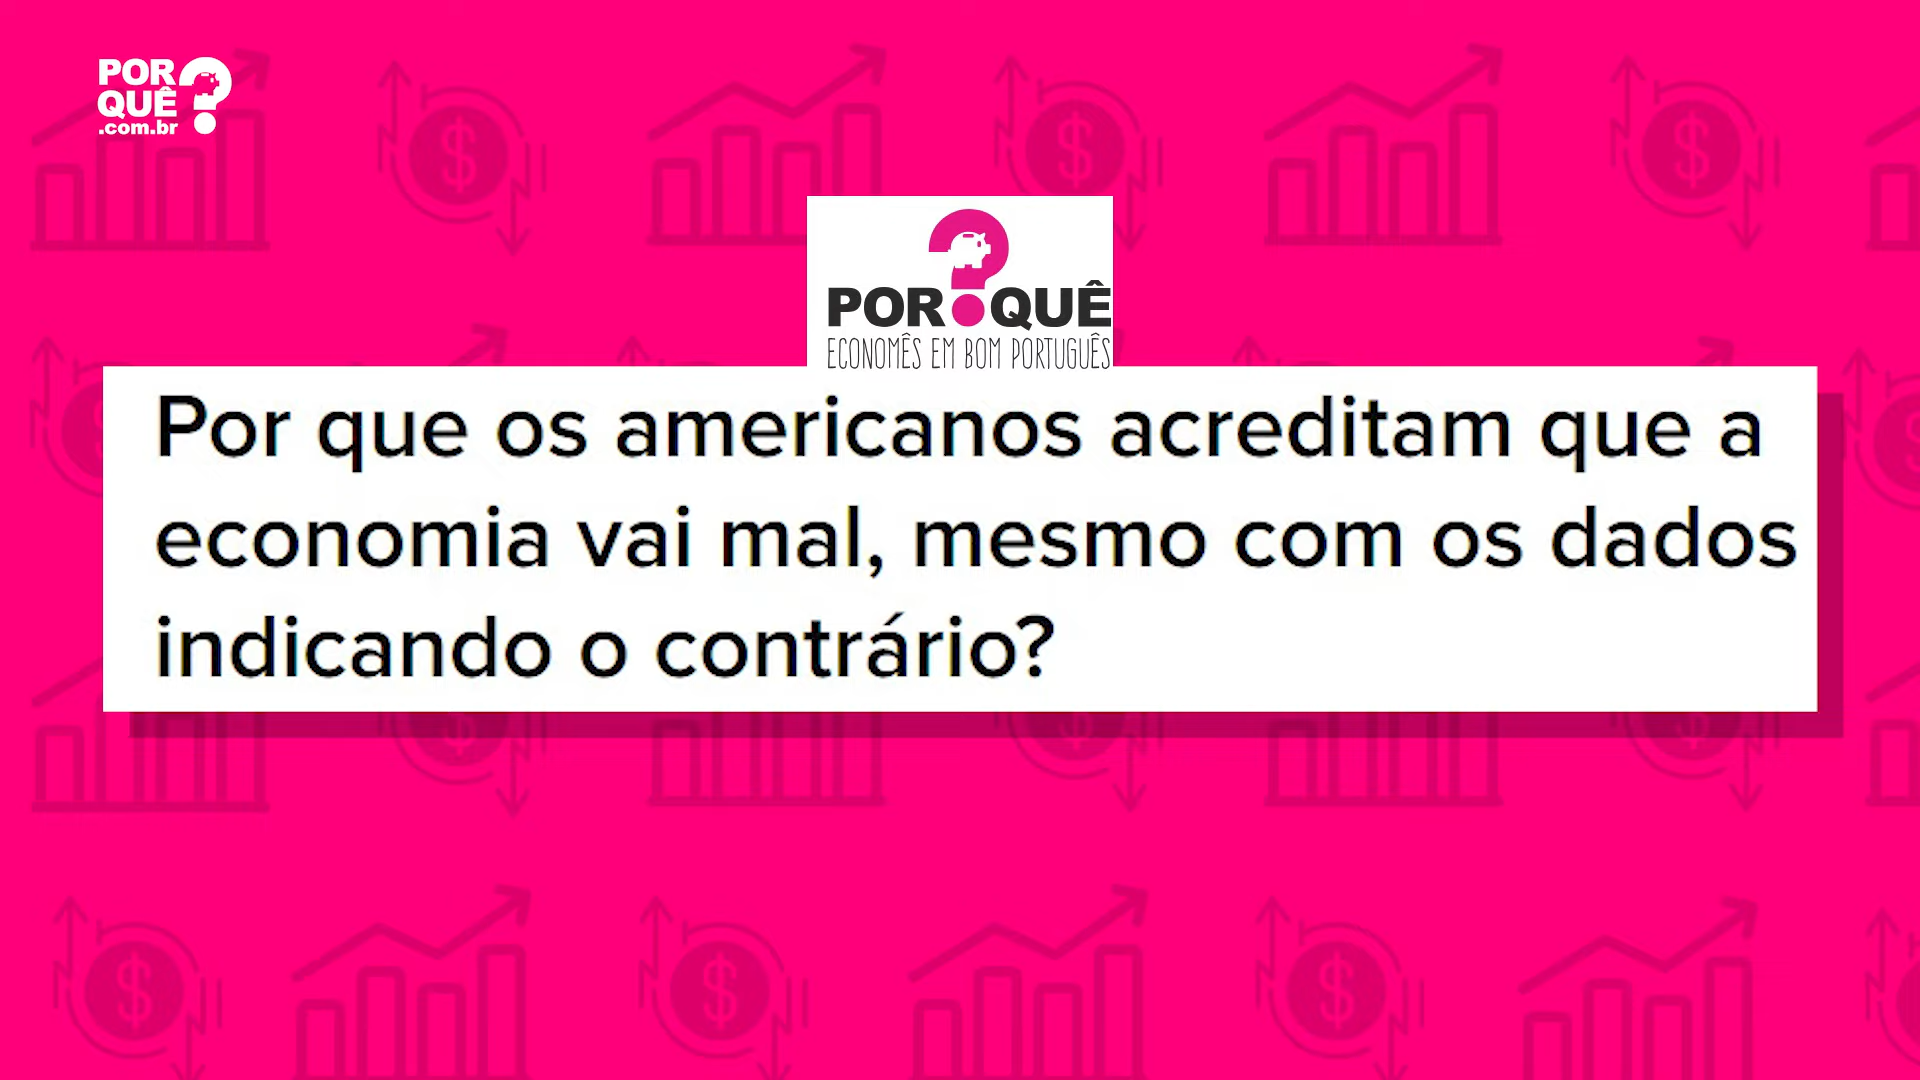 POR
QUÊ
.com.br
POR QUÊ
ECONOMÊS EM BOM PORTUGUÊS
Por que os americanos acreditam que a
economia vai mal, mesmo com os dados
indicando o contrário?